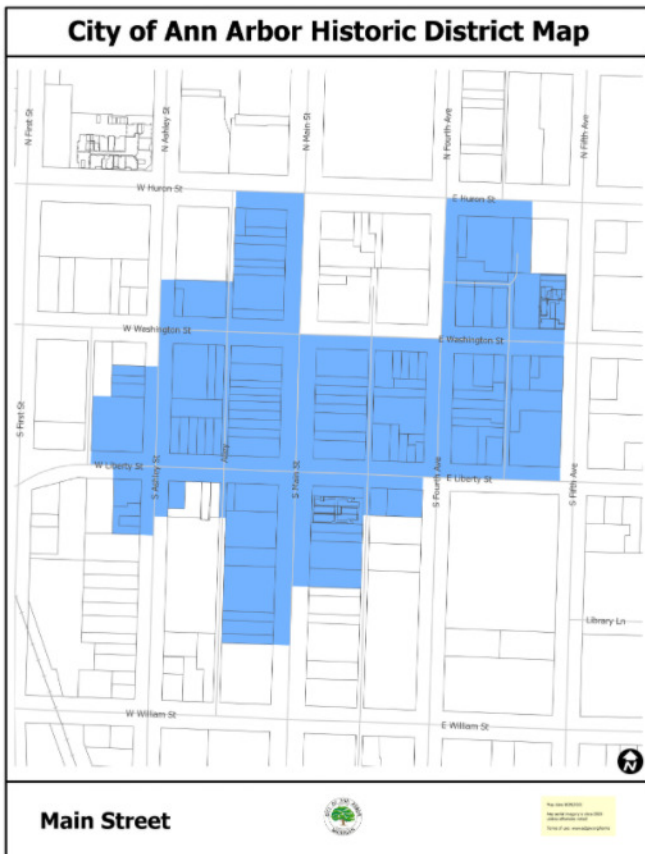 City of Ann Arbor Historic District Map
N First St
N Ashley St
N Main St
N Fourth Ave
N Fifth Ave
W Huron St
E Huron St
W Washington St
E Washington St
S First St
W Liberty St
S Ashley St
Alley
S Main St
S Fourth Ave
E Liberty St
S Fifth Ave
Library Ln
W William St
E William St
N
Main Street